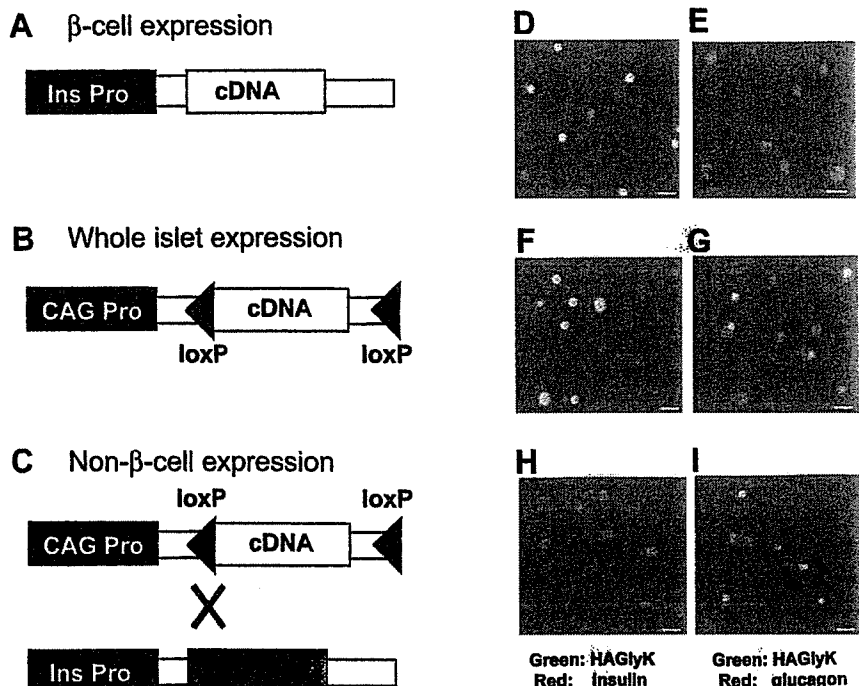 A β-cell expression
Ins Pro
cDNA
B Whole islet expression
CAG Pro
cDNA
loxP
loxP
C Non-β-cell expression
loxP
loxP
CAG Pro
cDNA
X
Ins Pro
D
E
F
G
H
I
Green: HAGlyK
Red: insulin
Green: HAGlyK
Red: glucagon